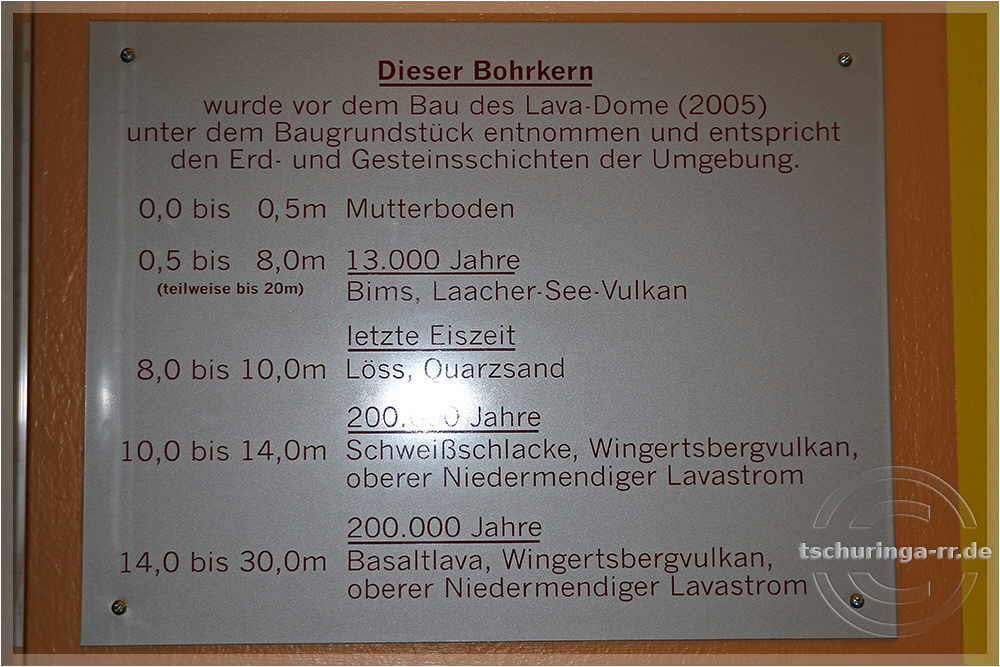 Dieser Bohrkern
wurde vor dem Bau des Lava-Dome (2005)
unter dem Baugrundstück entnommen und entspricht
den Erd- und Gesteinsschichten der Umgebung.
0,0 bis 0,5m Mutterboden
0,5 bis 8,0m 13.000 Jahre
(teilweise bis 20m) Bims, Laacher-See-Vulkan
letzte Eiszeit
8,0 bis 10,0m Löss, Quarzsand
200.000 Jahre
10,0 bis 14,0m Schweißschlacke, Wingertsbergvulkan,
oberer Niedermendiger Lavastrom
200.000 Jahre
14,0 bis 30,0m Basaltlava, Wingertsbergvulkan,
oberer Niedermendiger Lavastrom
©
tschuringa-rr.de